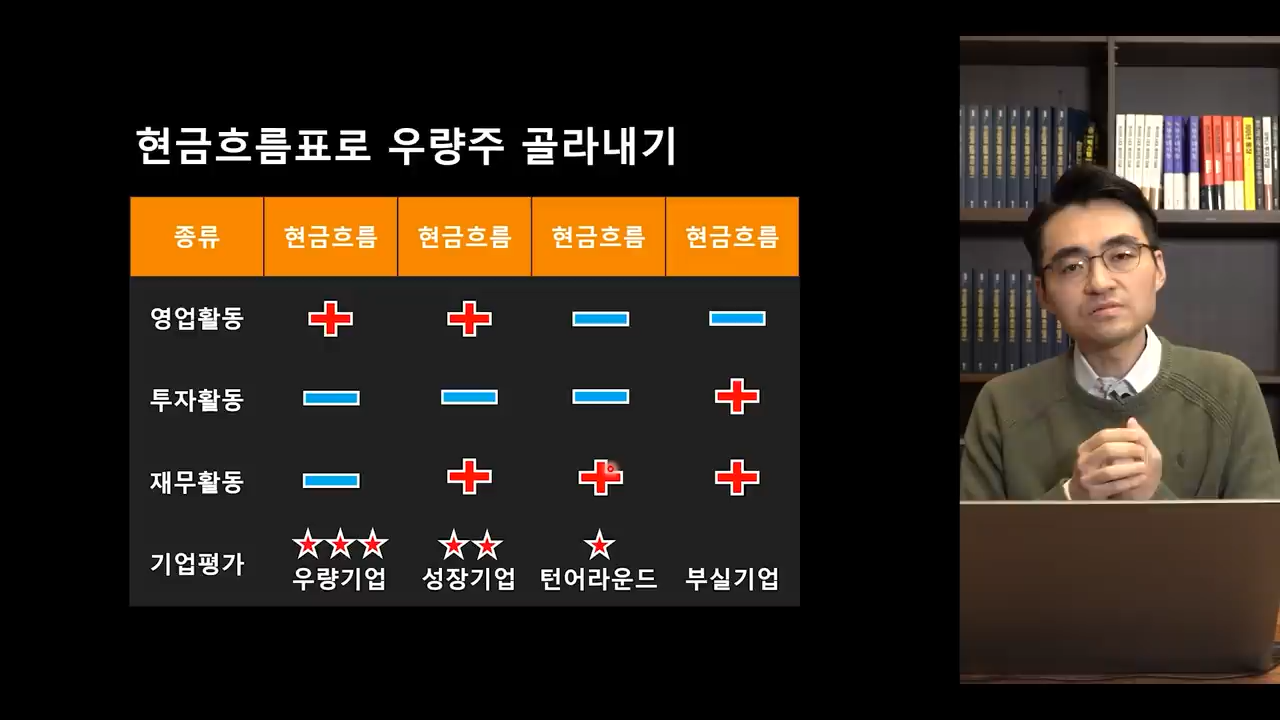 현금흐름표로 우량주 골라내기
종류 현금흐름 현금흐름 현금흐름 현금흐름
영업활동
투자활동
재무활동
기업평가
우량기업 성장기업 턴어라운드 부실기업